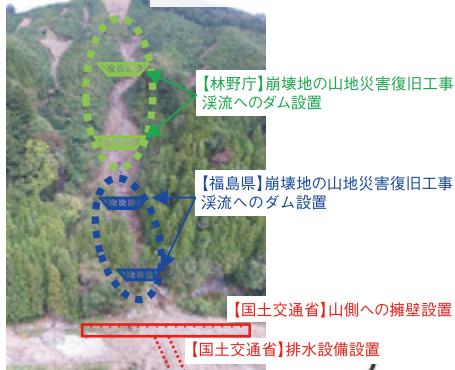 【林野庁】崩壊地の山地災害復旧工事
渓流へのダム設置
【福島県】崩壊地の山地災害復旧工事
渓流へのダム設置
【国土交通省】山側への擁壁設置
【国土交通省】排水設備設置